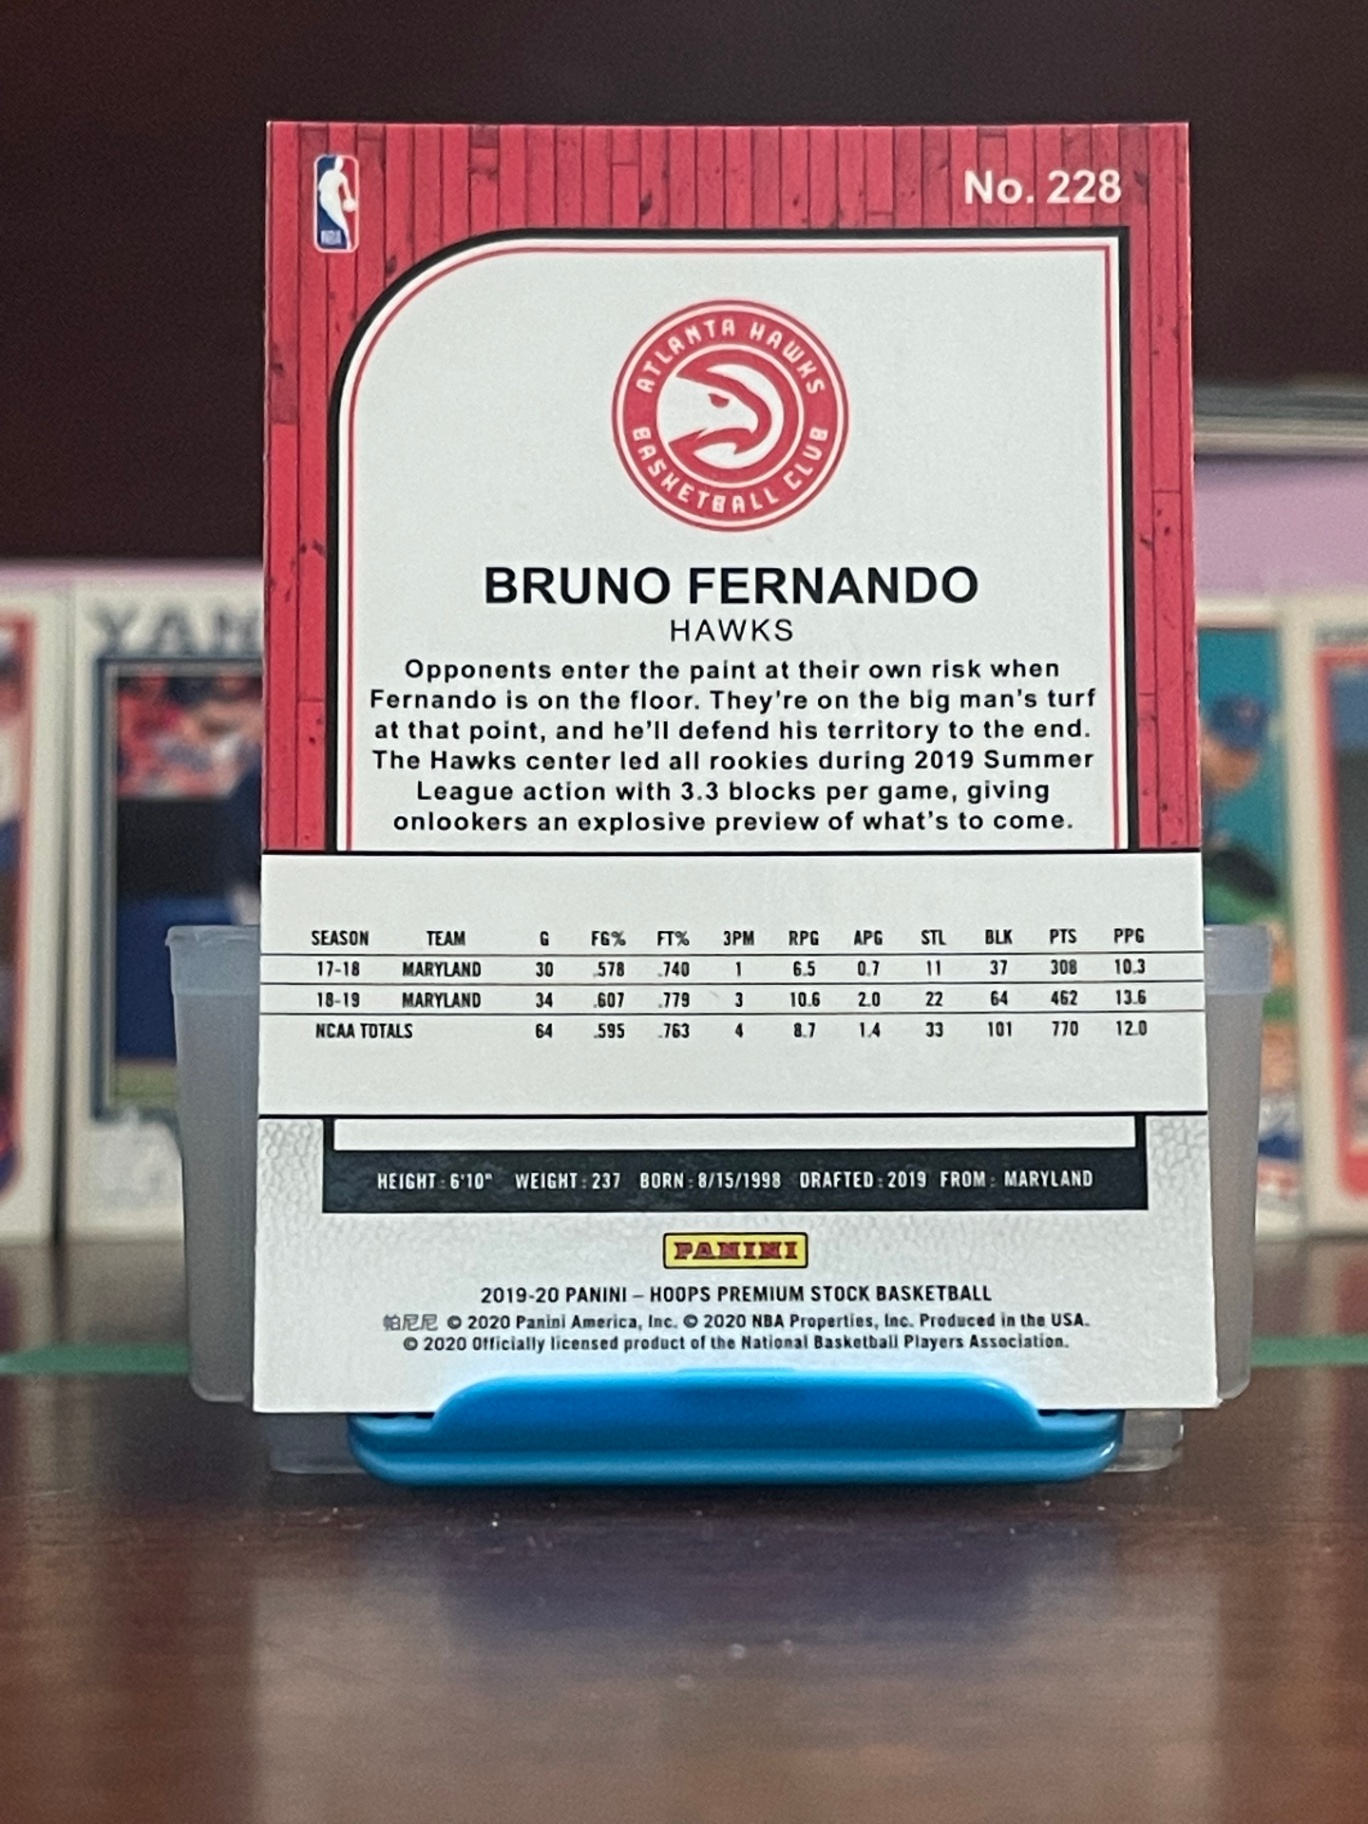 No. 228
NBA
ATLANTA HAWKS
BASKETBALL CLUB
BRUNO FERNANDO
HAWKS
Opponents enter the paint at their own risk when
Fernando is on the floor. They're on the big man's turf
at that point, and he'll defend his territory to the end.
The Hawks center led all rookies during 2019 Summer
League action with 3.3 blocks per game, giving
onlookers an explosive preview of what's to come.
SEASON TEAM G FG% FT% 3PM RPG APG STL BLK PTS PPG
17-18 MARYLAND 30 .578 .740 1 6.5 0.7 11 37 308 10.3
18-19 MARYLAND 34 .607 .779 3 10.6 2.0 22 64 462 13.6
NCAA TOTALS 64 .595 .763 4 8.7 1.4 33 101 770 12.0
HEIGHT: 6'10" WEIGHT: 237 BORN: 8/15/1998 DRAFTED: 2019 FROM: MARYLAND
PANINI
2019-20 PANINI – HOOPS PREMIUM STOCK BASKETBALL
帕尼尼 © 2020 Panini America, Inc. © 2020 NBA Properties, Inc. Produced in the USA.
© 2020 Officially licensed product of the National Basketball Players Association.
YAN